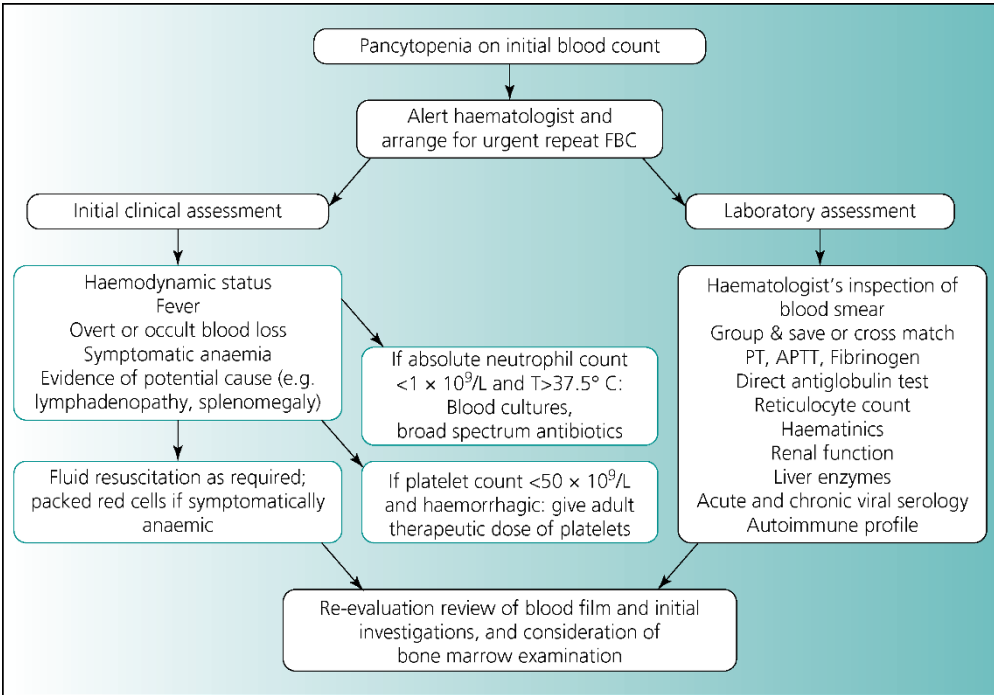 Pancytopenia on initial blood count
Alert haematologist and
arrange for urgent repeat FBC
Initial clinical assessment
Laboratory assessment
Haemodynamic status
Fever
Overt or occult blood loss
Symptomatic anaemia
Evidence of potential cause (e.g.
lymphadenopathy, splenomegaly)
If absolute neutrophil count
<1 × 10⁹/L and T>37.5° C:
Blood cultures,
broad spectrum antibiotics
Fluid resuscitation as required;
packed red cells if symptomatically
anaemic
If platelet count <50 × 10⁹/L
and haemorrhagic: give adult
therapeutic dose of platelets
Haematologist’s inspection of
blood smear
Group & save or cross match
PT, APTT, Fibrinogen
Direct antiglobulin test
Reticulocyte count
Haematinics
Renal function
Liver enzymes
Acute and chronic viral serology
Autoimmune profile
Re-evaluation review of blood film and initial
investigations, and consideration of
bone marrow examination